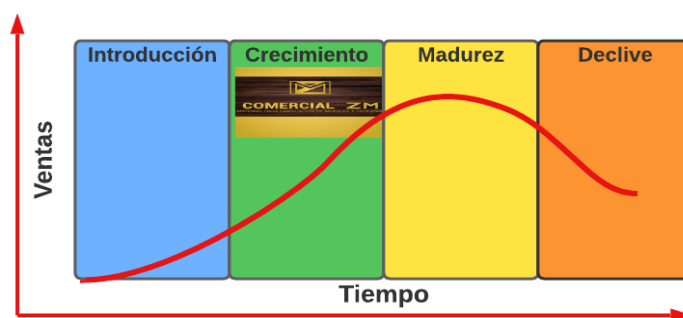 Introducción
Crecimiento
Madurez
Declive
COMERCIAL ZM
Ventas
Tiempo